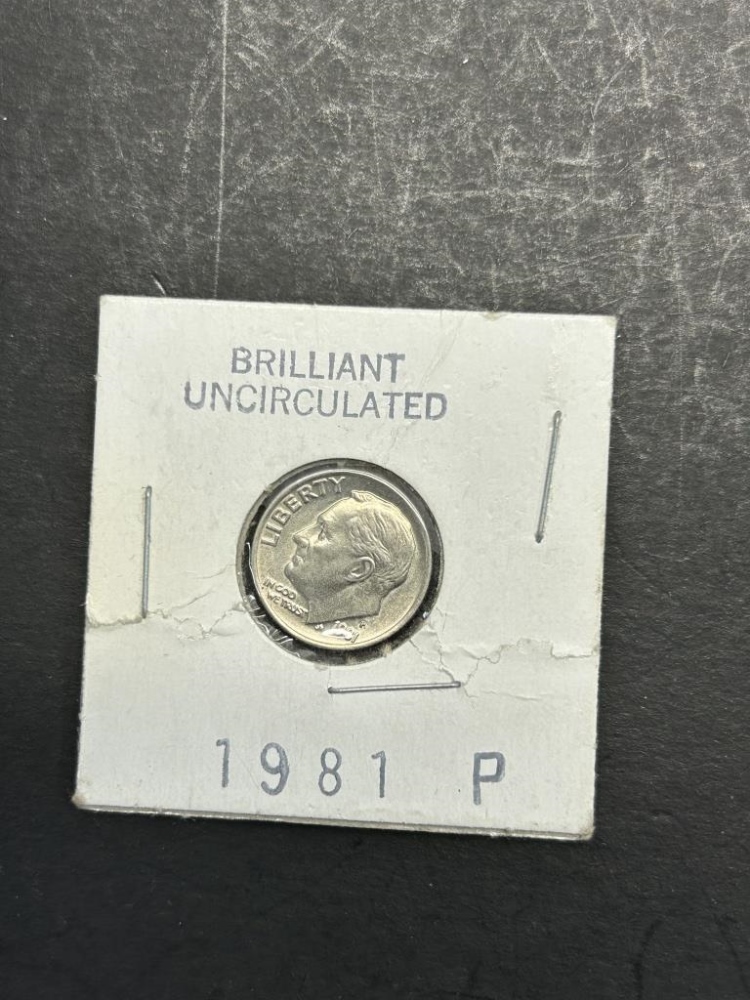 BRILLIANT
UNCIRCULATED
LIBERTY
IN GOD
WE TRUST
1981 P